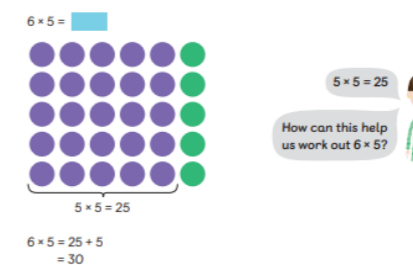 6 × 5 =
5 × 5 = 25
How can this help
us work out 6 × 5?
5 × 5 = 25
6 × 5 = 25 + 5
= 30